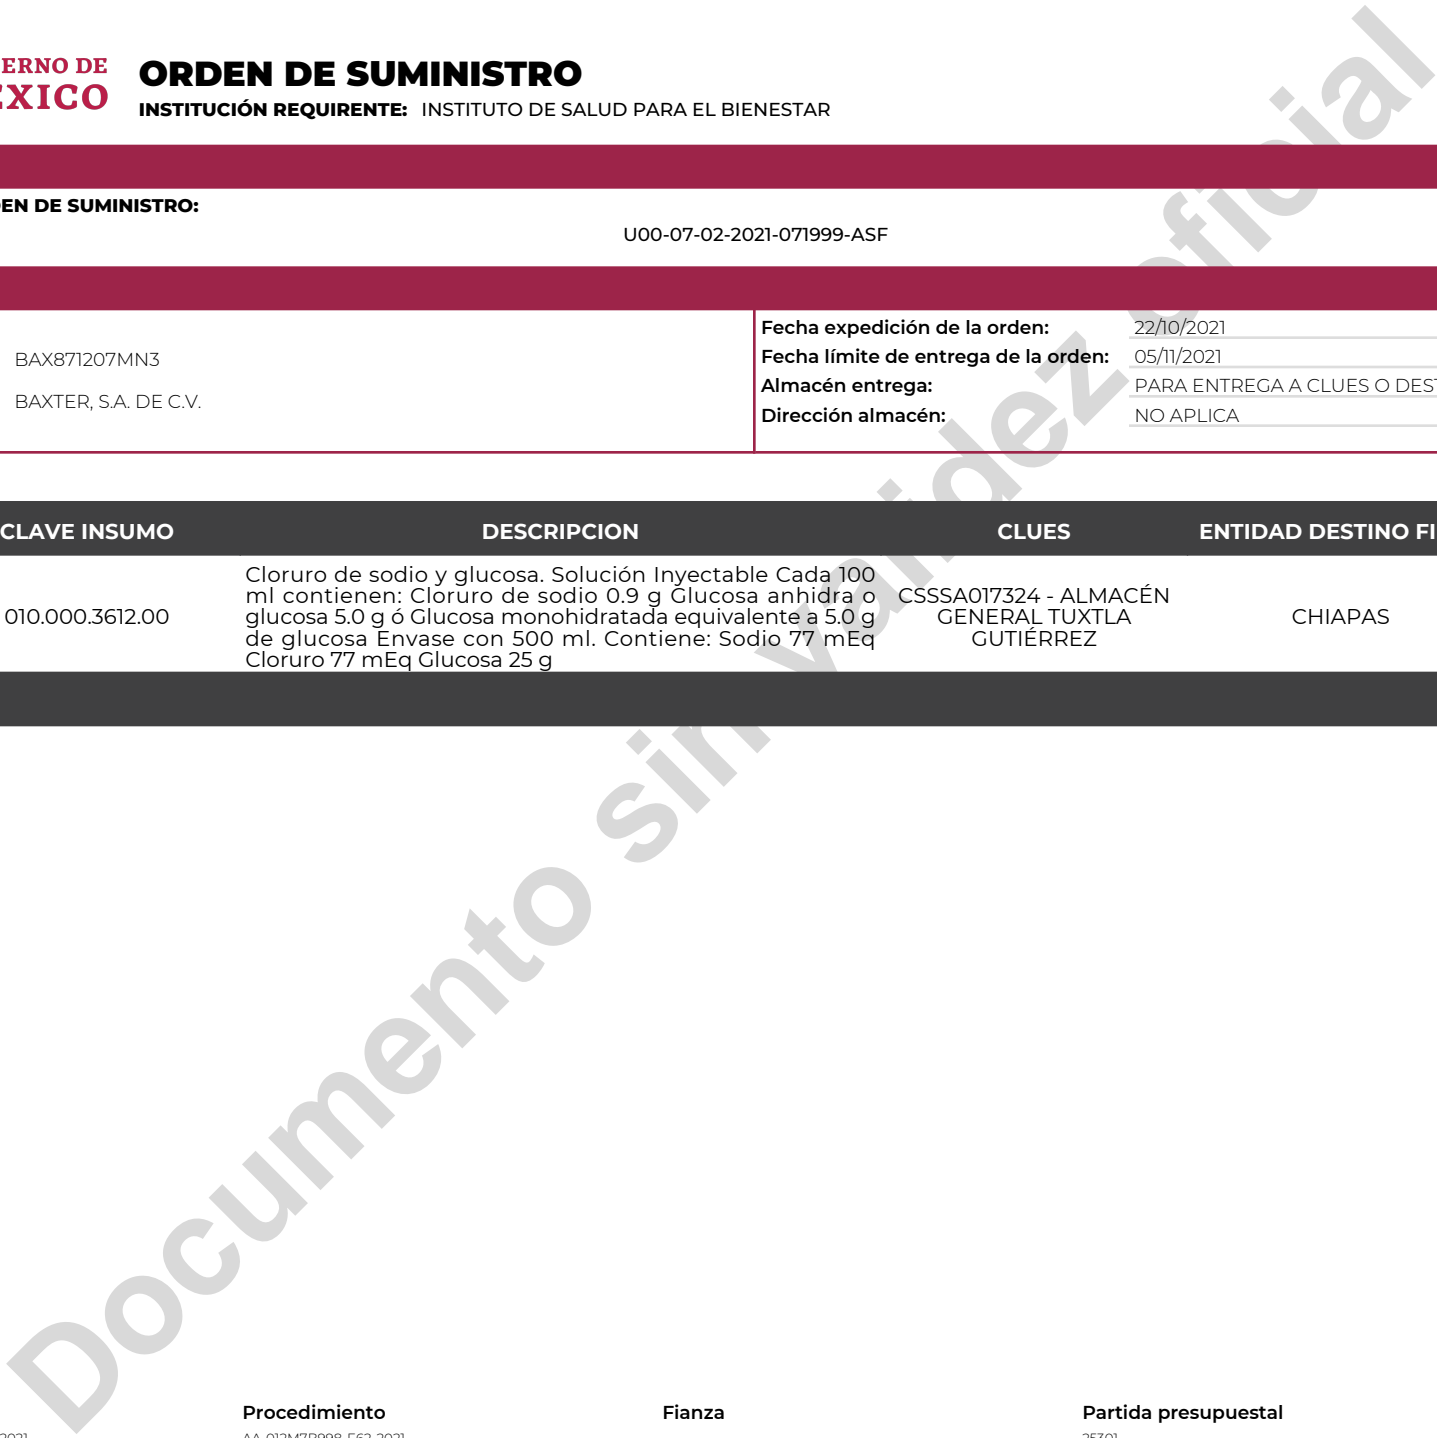 ERNO DE
EXICO
ORDEN DE SUMINISTRO
INSTITUCIÓN REQUIRENTE: INSTITUTO DE SALUD PARA EL BIENESTAR
EN DE SUMINISTRO:
U00-07-02-2021-071999-ASF
BAX871207MN3
BAXTER, S.A. DE C.V.
Fecha expedición de la orden: 22/10/2021
Fecha límite de entrega de la orden: 05/11/2021
Almacén entrega: PARA ENTREGA A CLUES O DEST
Dirección almacén: NO APLICA
CLAVE INSUMO DESCRIPCION CLUES ENTIDAD DESTINO FI
010.000.3612.00
Cloruro de sodio y glucosa. Solución Inyectable Cada 100
ml contienen: Cloruro de sodio 0.9 g Glucosa anhidra o
glucosa 5.0 g ó Glucosa monohidratada equivalente a 5.0 g
de glucosa Envase con 500 ml. Contiene: Sodio 77 mEq
Cloruro 77 mEq Glucosa 25 g
CSSSA017324 - ALMACÉN
GENERAL TUXTLA
GUTIÉRREZ
CHIAPAS
Documento sin validez oficial
Procedimiento Fianza Partida presupuestal